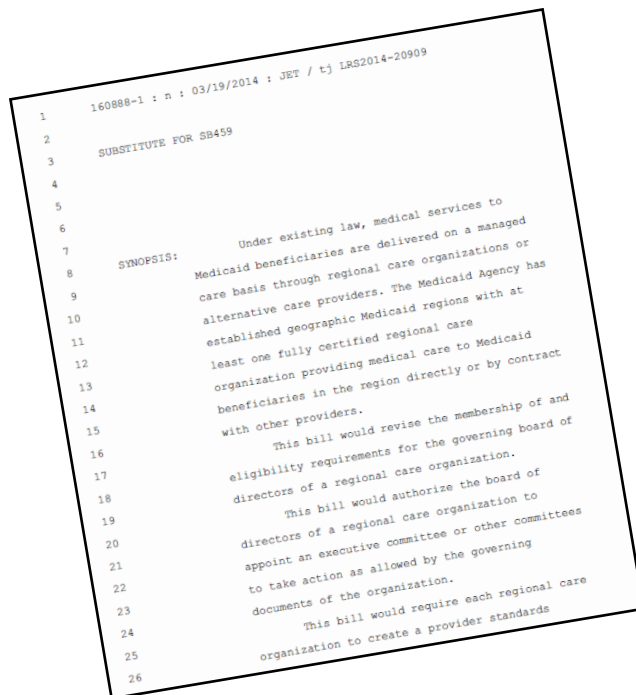 1 160888-1 : n : 03/19/2014 : JET / tj LRS2014-20909
2
3 SUBSTITUTE FOR SB459
4
5
6
7
8 SYNOPSIS: Under existing law, medical services to
9 Medicaid beneficiaries are delivered on a managed
10 care basis through regional care organizations or
11 alternative care providers. The Medicaid Agency has
12 established geographic Medicaid regions with at
13 least one fully certified regional care
14 organization providing medical care to Medicaid
15 beneficiaries in the region directly or by contract
16 with other providers.
17 This bill would revise the membership of and
18 eligibility requirements for the governing board of
19 directors of a regional care organization.
20 This bill would authorize the board of
21 directors of a regional care organization to
22 appoint an executive committee or other committees
23 to take action as allowed by the governing
24 documents of the organization.
25 This bill would require each regional care
26 organization to create a provider standards